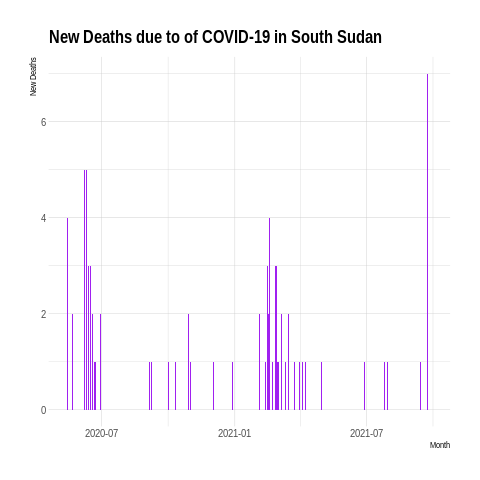 New Deaths due to of COVID-19 in South Sudan
New Deaths
6
4
2
0
2020-07
2021-01
2021-07
Month